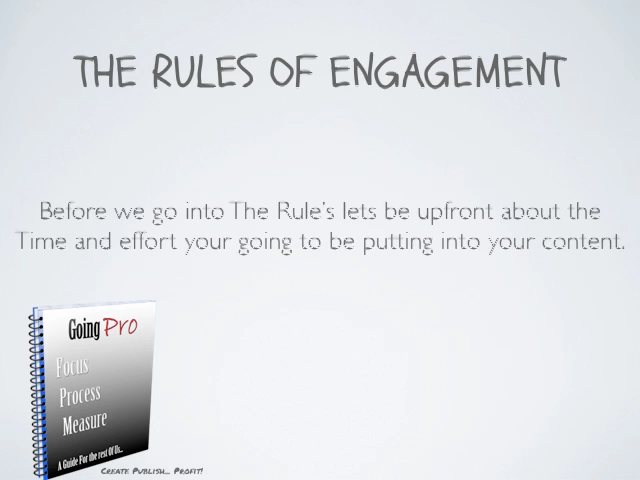 THE RULES OF ENGAGEMENT
Before we go into The Rule's lets be upfront about the
Time and effort your going to be putting into your content.
Going Pro
Focus
Process
Measure
A Guide For the rest Of Us...
Create Publish... Profit!